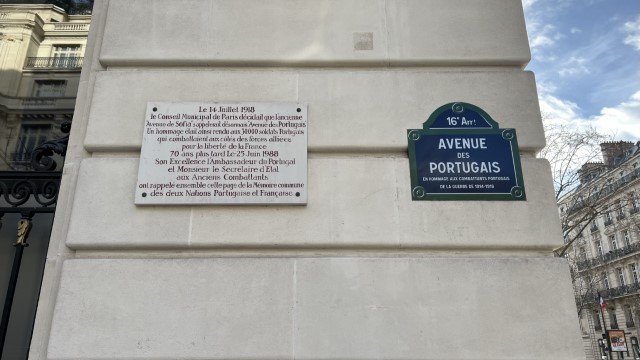 Le 14 Juillet 1918
le Conseil Municipal de Paris décidait que l'ancienne
Avenue de Sofia s'appelerait désormais Avenue des Portugais
Un hommage était ainsi rendu aux 30000 soldats Portugais
qui combattaient aux côtés des forces alliées
pour la liberté de la France
70 ans plus tard Le 25 Juin 1988
Son Excellence l'Ambassadeur du Portugal
et Monsieur le Secrétaire d'Etat
aux Anciens Combattants
ont rappelé ensemble cette page de la Mémoire commune
des deux Nations Portugaise et Française
16e Arrt
AVENUE
DES
PORTUGAIS
EN HOMMAGE AUX COMBATTANTS PORTUGAIS
DE LA GUERRE DE 1914-1918